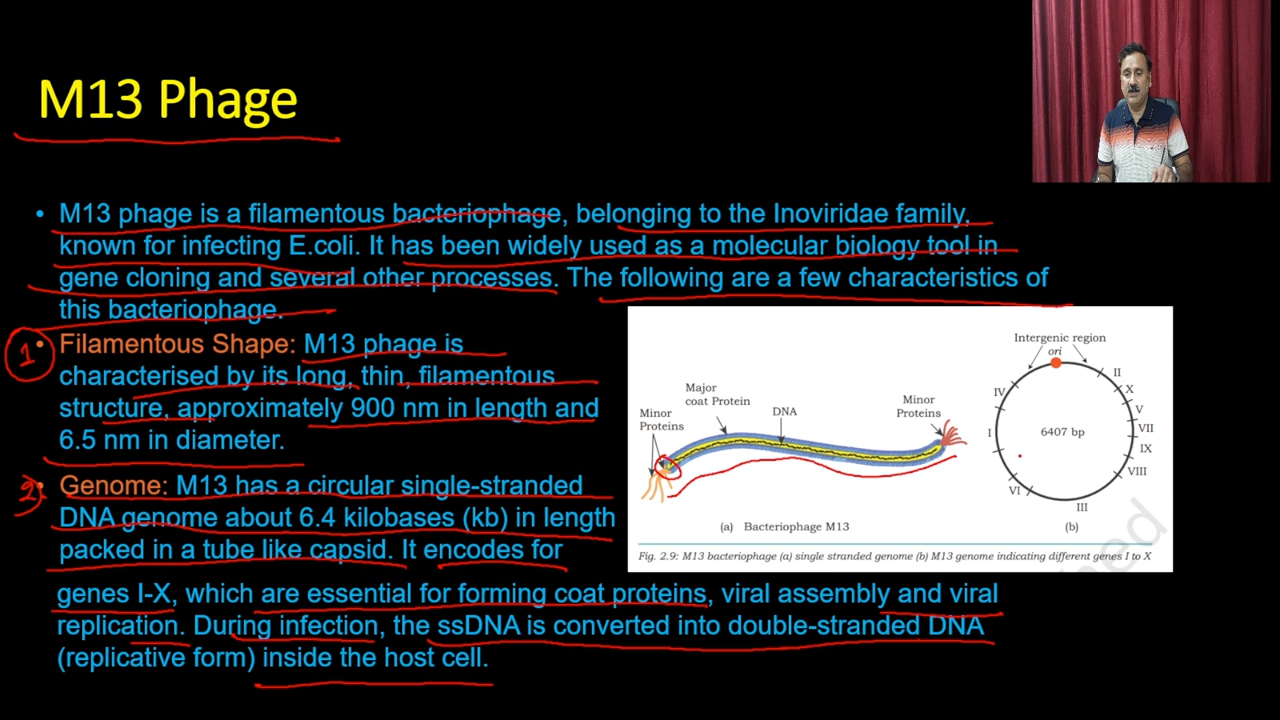 M13 Phage
• M13 phage is a filamentous bacteriophage, belonging to the Inoviridae family,
known for infecting E.coli. It has been widely used as a molecular biology tool in
gene cloning and several other processes. The following are a few characteristics of
this bacteriophage.
1
• Filamentous Shape: M13 phage is
characterised by its long, thin, filamentous
structure, approximately 900 nm in length and
6.5 nm in diameter.
2
• Genome: M13 has a circular single-stranded
DNA genome about 6.4 kilobases (kb) in length
packed in a tube like capsid. It encodes for
genes I-X, which are essential for forming coat proteins, viral assembly and viral
replication. During infection, the ssDNA is converted into double-stranded DNA
(replicative form) inside the host cell.
Minor
Proteins
Major
coat Protein
DNA
Minor
Proteins
(a) Bacteriophage M13
Intergenic region
ori
II
X
V
VII
IX
VIII
III
VI
I
IV
6407 bp
(b)
Fig. 2.9: M13 bacteriophage (a) single stranded genome (b) M13 genome indicating different genes I to X